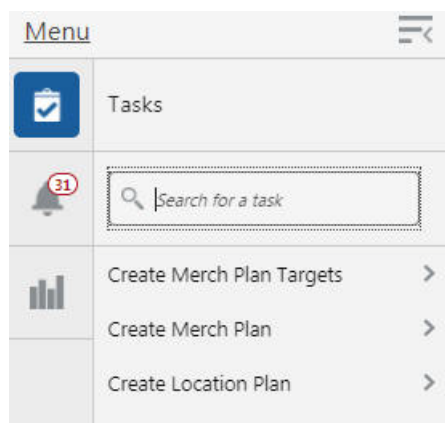 Menu
Tasks
31
Search for a task
Create Merch Plan Targets
Create Merch Plan
Create Location Plan